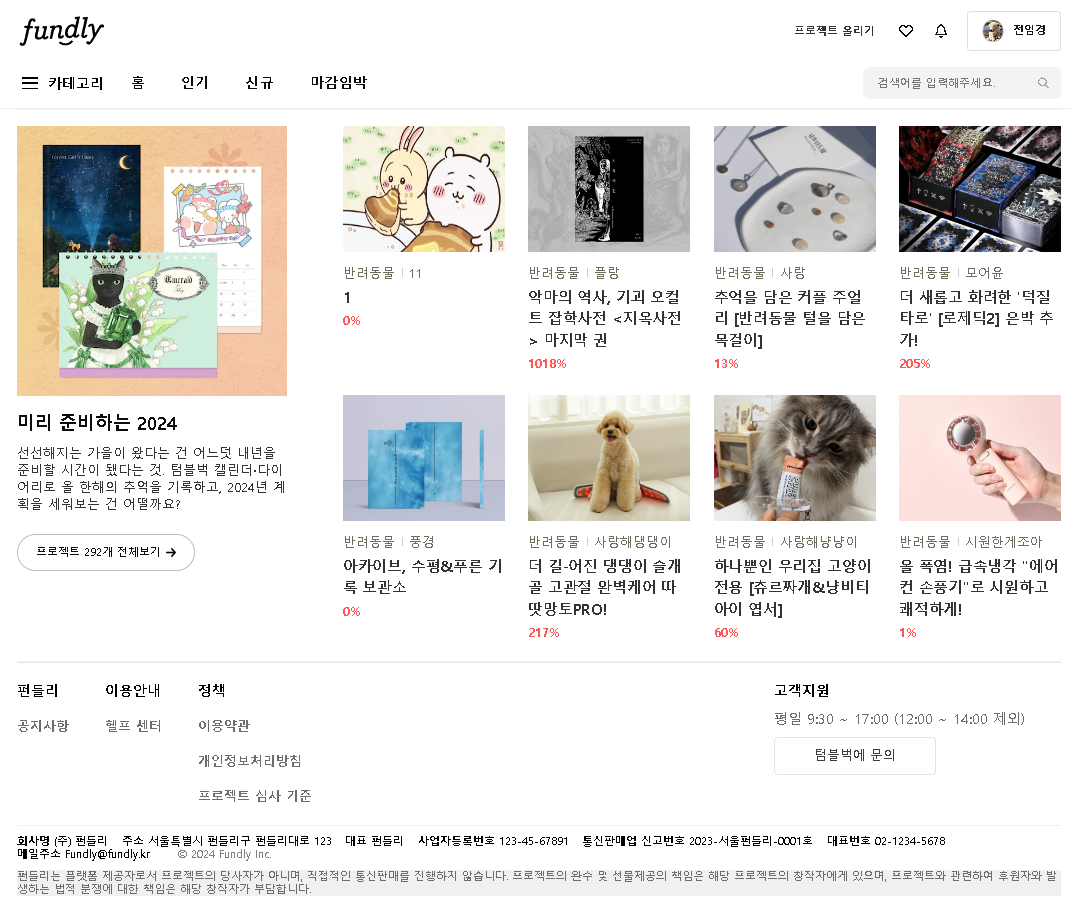 fundly
프로젝트 올리기
전임경
카테고리
홈
인기
신규
마감임박
검색어를 입력해주세요.
Emerald
미리 준비하는 2024
선선해지는 가을이 왔다는 건 어느덧 내년을
준비할 시간이 됐다는 것. 텀블벅 캘린더·다이
어리로 올 한해의 추억을 기록하고, 2024년 계
획을 세워보는 건 어떨까요?
프로젝트 292개 전체보기 →
반려동물 | 11
1
0%
반려동물 | 플랑
악마의 역사, 기괴 오컬
트 잡학사전 <지옥사전
> 마지막 권
1018%
반려동물 | 사랑
추억을 담은 커플 주얼
리 [반려동물 털을 담은
목걸이]
13%
반려동물 | 모어윤
더 새롭고 화려한 '덕질
타로' [로제딕2] 은박 추
가!
205%
반려동물 | 풍경
아카이브, 수평&푸른 기
록 보관소
0%
반려동물 | 사랑해댕댕이
더 길-어진 댕댕이 슬개
골 고관절 완벽케어 따
땃망토PRO!
217%
반려동물 | 사랑해냥냥이
하나뿐인 우리집 고양이
전용 [츄르짜개&냥비티
아이 엽서]
60%
반려동물 | 시원한게조아
올 폭염! 급속냉각 "에어
컨 손풍기"로 시원하고
쾌적하게!
1%
펀들리
공지사항
이용안내
헬프 센터
정책
이용약관
개인정보처리방침
프로젝트 심사 기준
고객지원
평일 9:30 ~ 17:00 (12:00 ~ 14:00 제외)
텀블벅에 문의
회사명 (주) 펀들리 주소 서울특별시 펀들리구 펀들리대로 123 대표 펀들리 사업자등록번호 123-45-67891 통신판매업 신고번호 2023-서울펀들리-0001호 대표번호 02-1234-5678
메일주소 Fundly@fundly.kr © 2024 Fundly Inc.
펀들리는 플랫폼 제공자로서 프로젝트의 당사자가 아니며, 직접적인 통신판매를 진행하지 않습니다. 프로젝트의 완수 및 선물제공의 책임은 해당 프로젝트의 창작자에게 있으며, 프로젝트와 관련하여 후원자와 발
생하는 법적 분쟁에 대한 책임은 해당 창작자가 부담합니다.